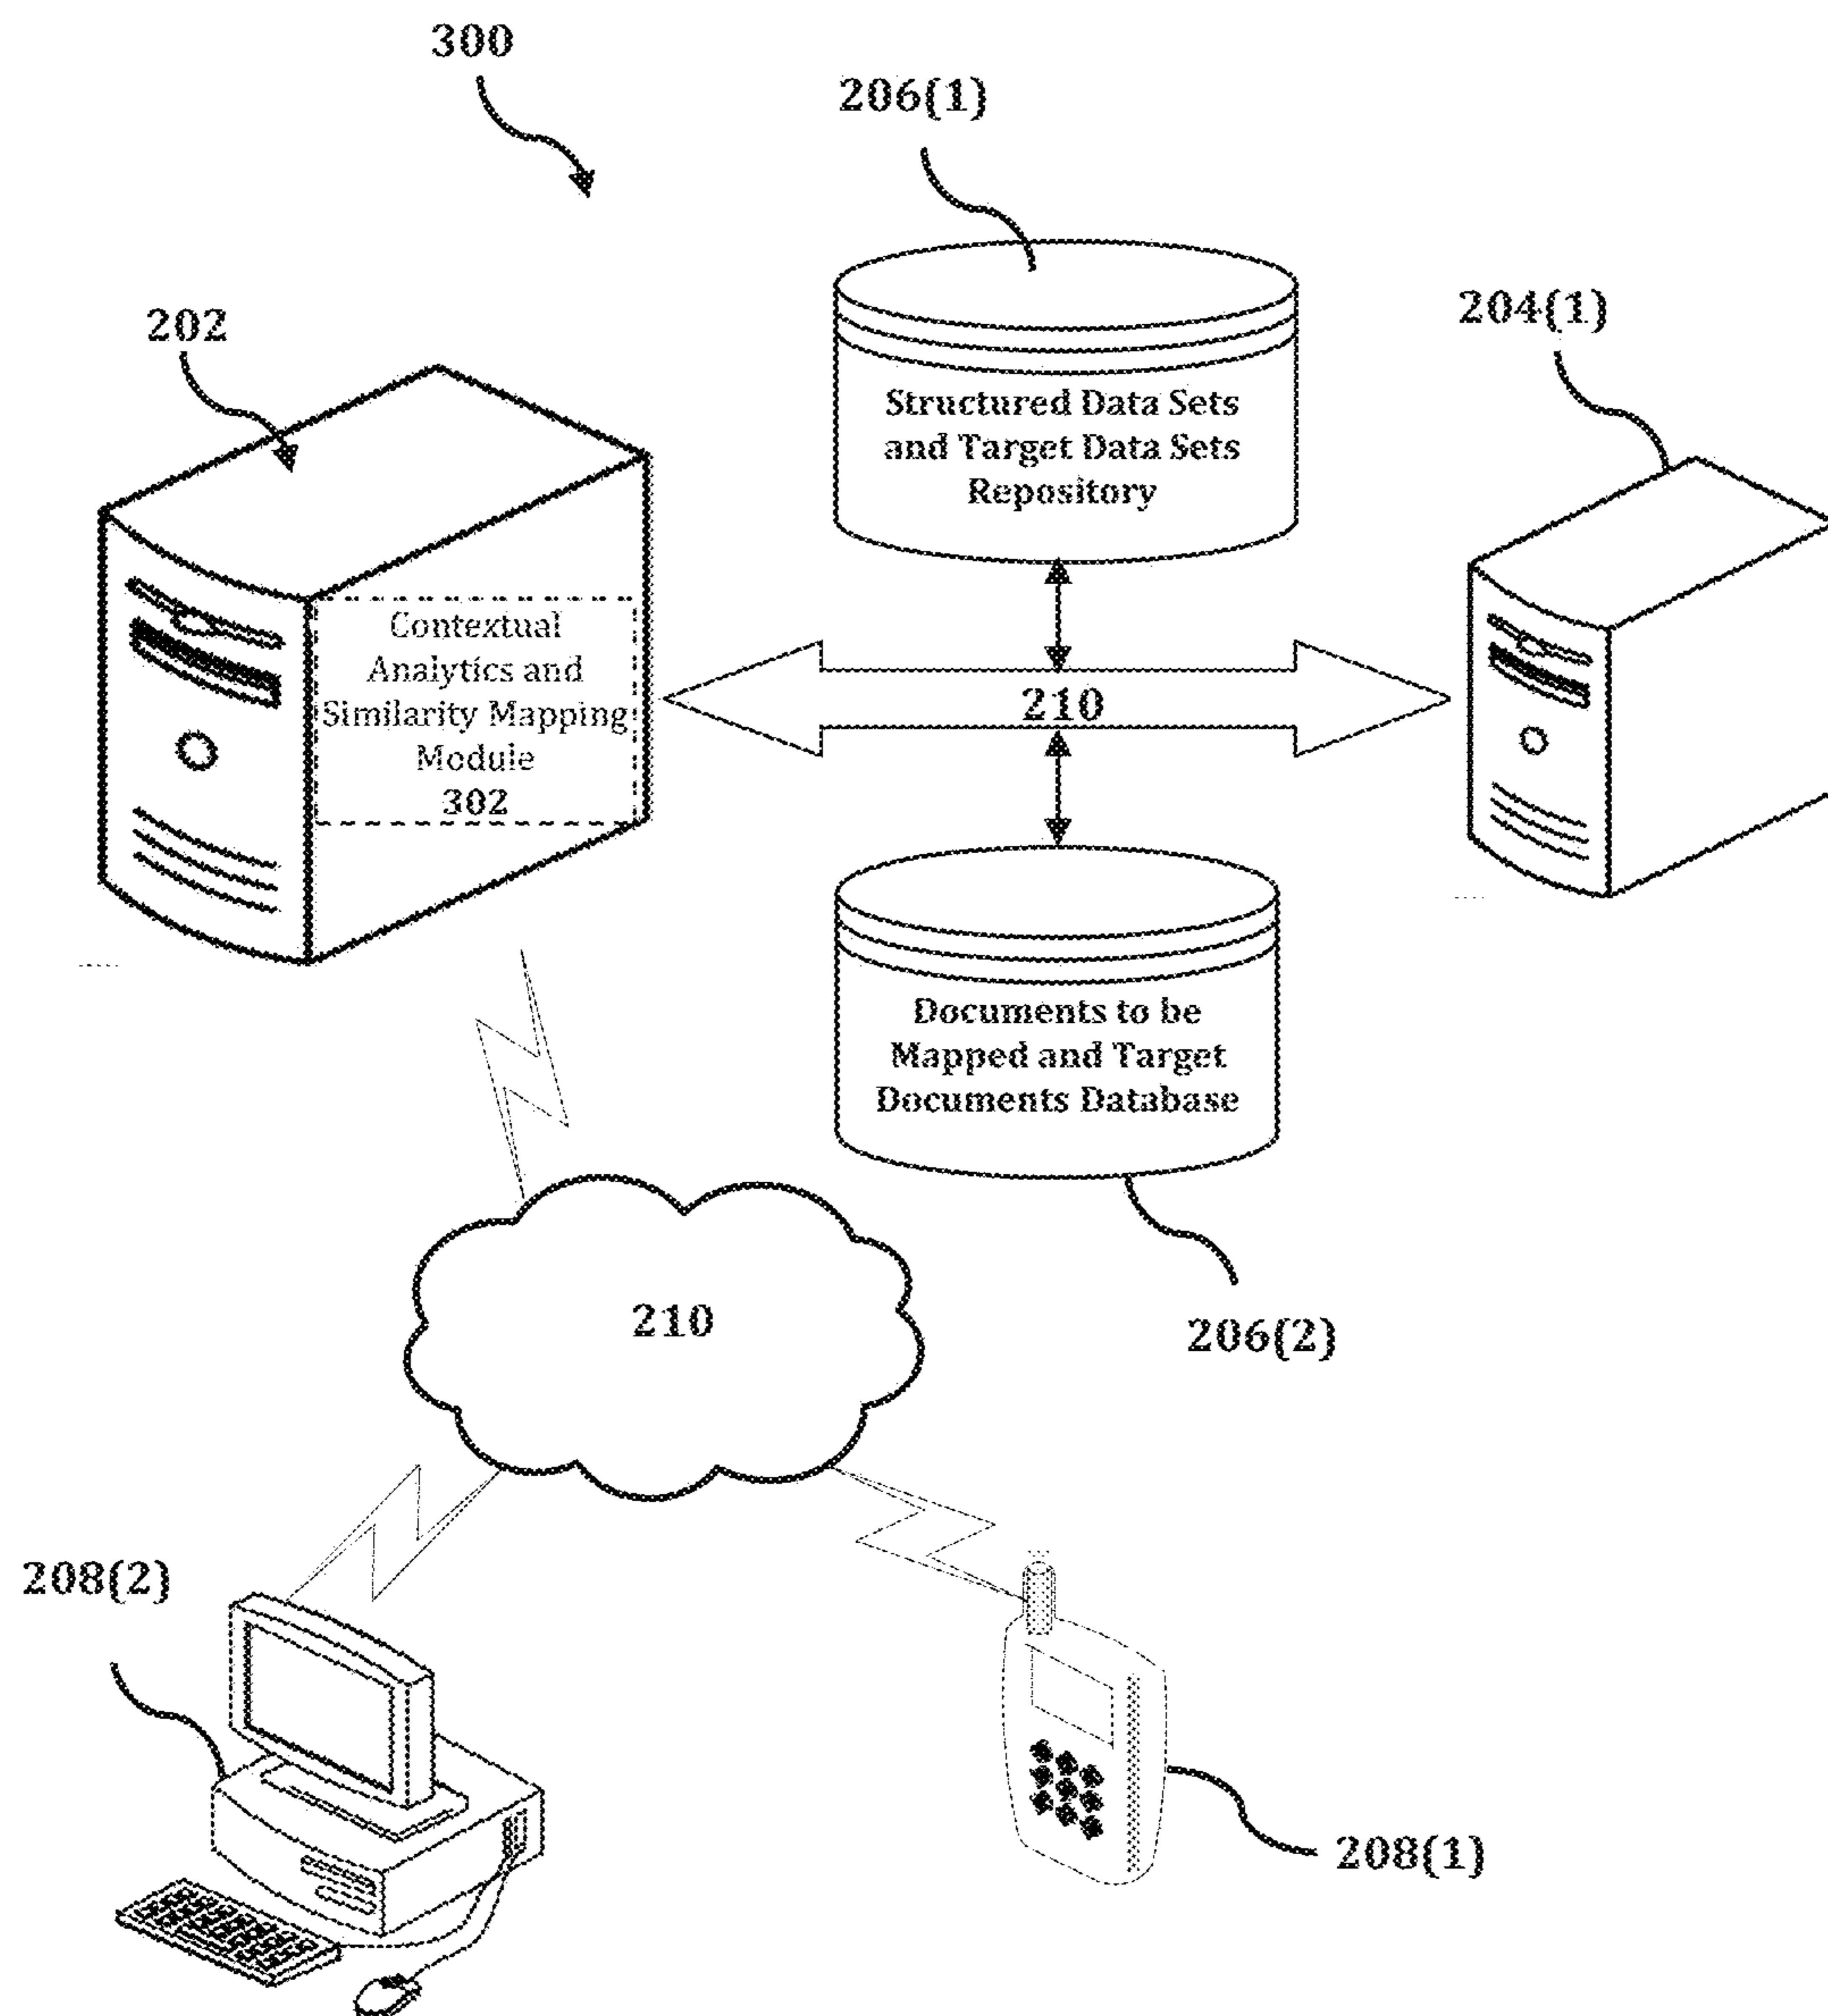 300
206(1)
202
204(1)
Structured Data Sets
and Target Data Sets
Repository
Contextual
Analytics and
Similarity Mapping
Module
302
210
Documents to be
Mapped and Target
Documents Database
210
206(2)
208(2)
208(1)